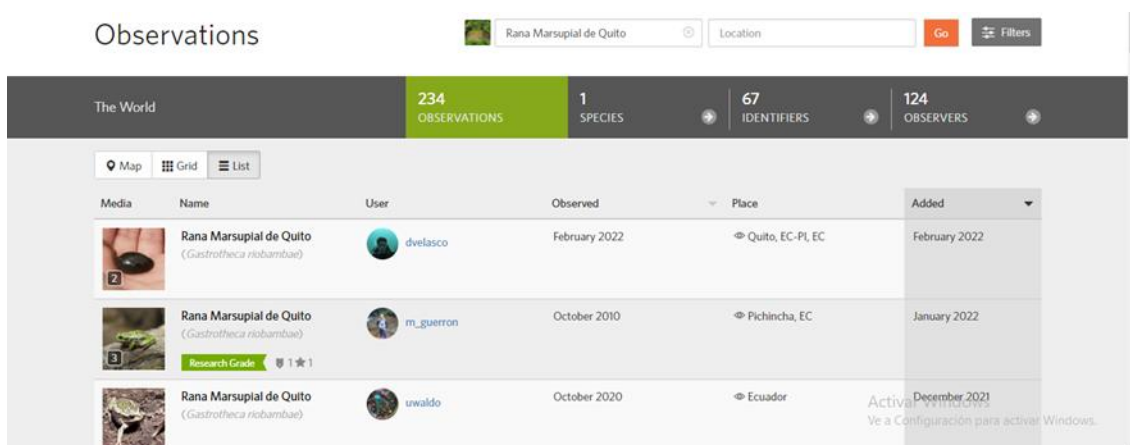 Observations
Rana Marsupial de Quito
Location
Go
Filters
The World
234
OBSERVATIONS
1
SPECIES
67
IDENTIFIERS
124
OBSERVERS
Map
Grid
List
Media
Name
User
Observed
Place
Added
2
Rana Marsupial de Quito
(Gastrotheca riobambae)
dvelasco
February 2022
Quito, EC-PI, EC
February 2022
3
Rana Marsupial de Quito
(Gastrotheca riobambae)
Research Grade
1 1
m_guerron
October 2010
Pichincha, EC
January 2022
Rana Marsupial de Quito
(Gastrotheca riobambae)
uwaldo
October 2020
Ecuador
December 2021
Activar Windows
Ve a Configuración para activar Windows.